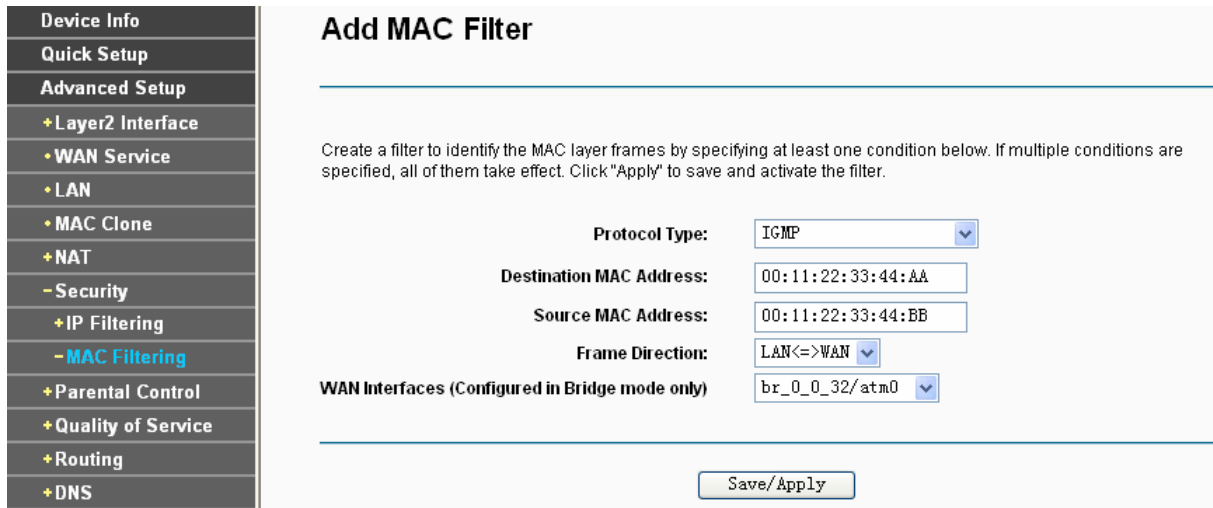 Device Info
Quick Setup
Advanced Setup
+Layer2 Interface
•WAN Service
•LAN
•MAC Clone
+NAT
−Security
+IP Filtering
−MAC Filtering
+Parental Control
+Quality of Service
+Routing
+DNS
Add MAC Filter
Create a filter to identify the MAC layer frames by specifying at least one condition below. If multiple conditions are
specified, all of them take effect. Click "Apply" to save and activate the filter.
Protocol Type: IGMP
Destination MAC Address: 00:11:22:33:44:AA
Source MAC Address: 00:11:22:33:44:BB
Frame Direction: LAN<=>WAN
WAN Interfaces (Configured in Bridge mode only) br_0_0_32/atm0
Save/Apply